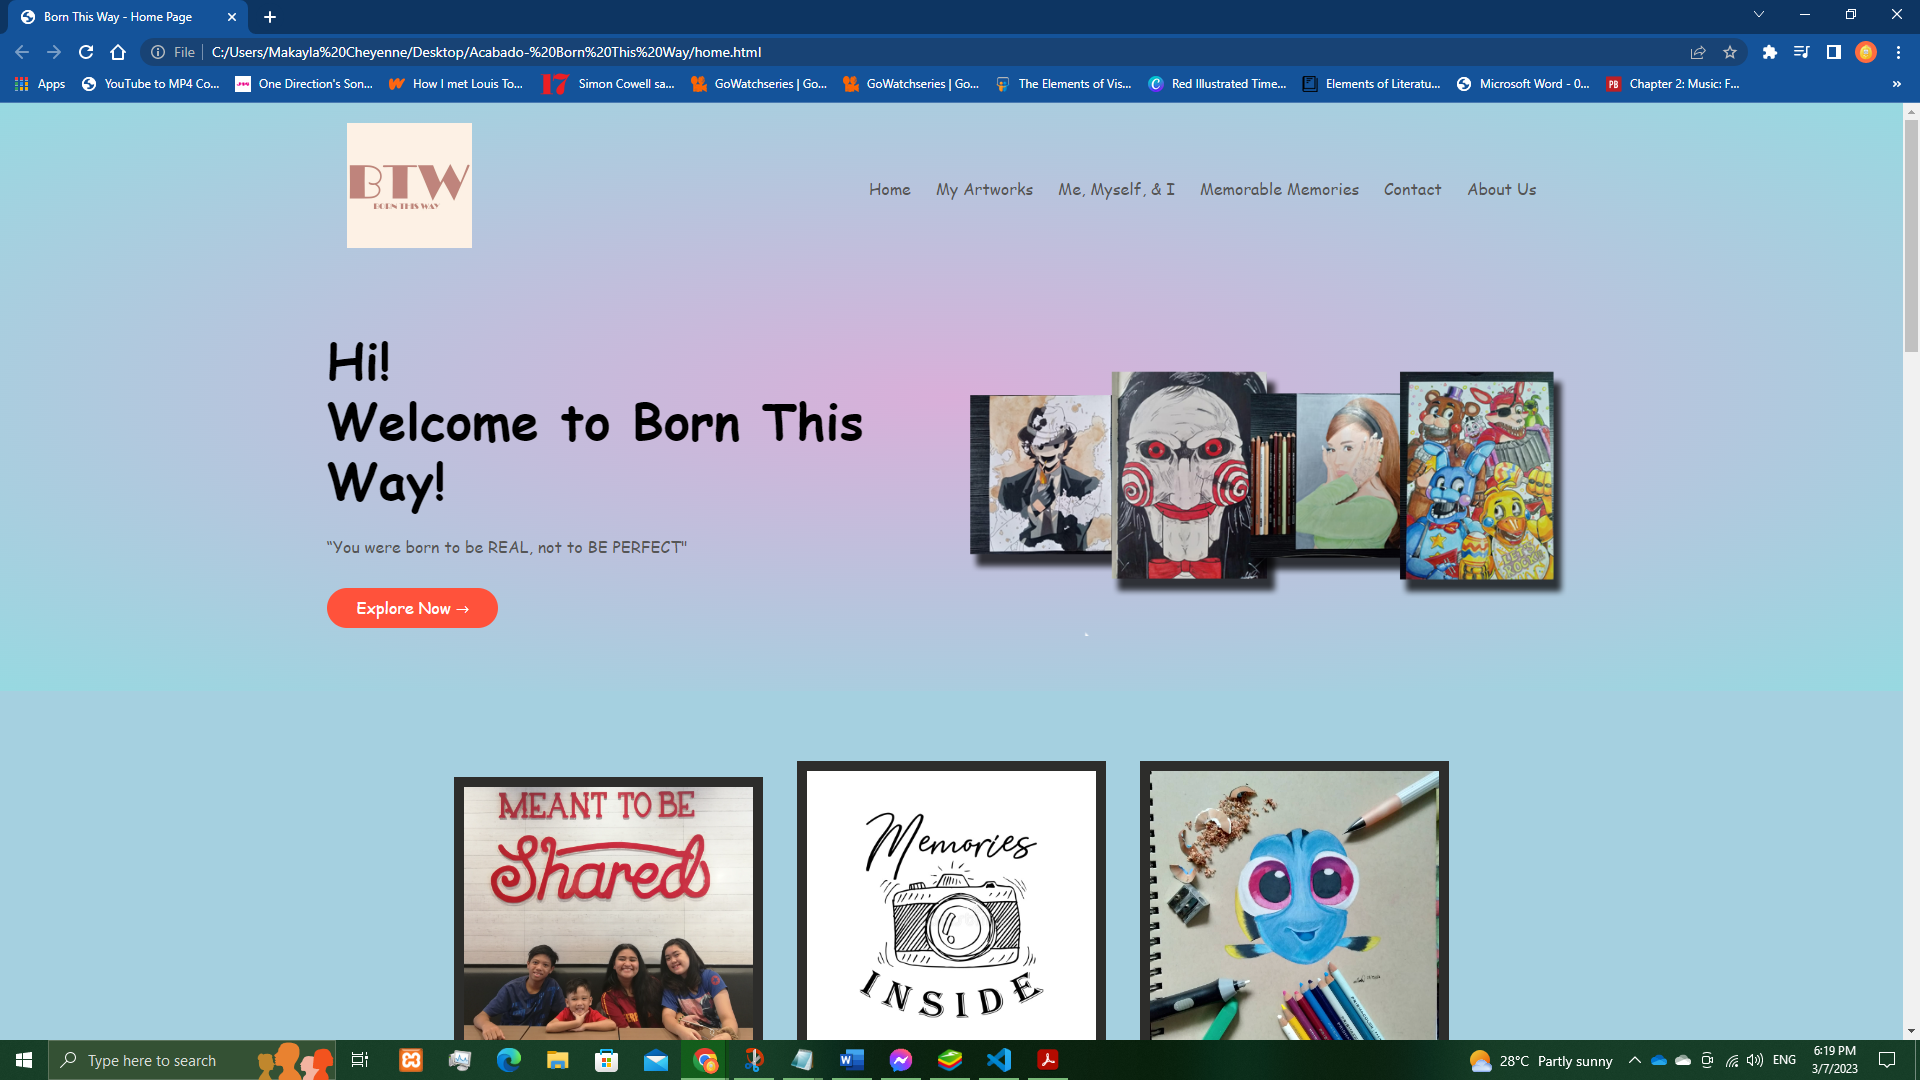 Born This Way - Home Page
File
C:/Users/Makayla%20Cheyenne/Desktop/Acabado-%20Born%20This%20Way/home.html
Apps
YouTube to MP4 Co...
One Direction's Son...
How I met Louis To...
17
Simon Cowell sa...
GoWatchseries | Go...
GoWatchseries | Go...
The Elements of Vis...
Red Illustrated Time...
Elements of Literatu...
Microsoft Word - 0...
PB
Chapter 2: Music: F...
»
BTW
BORN THIS WAY
Home
My Artworks
Me, Myself, & I
Memorable Memories
Contact
About Us
Hi!
Welcome to Born This
Way!
“You were born to be REAL, not to BE PERFECT"
Explore Now →
MEANT TO BE
Shared
Memories
INSIDE
Type here to search
28°C Partly sunny
ENG
6:19 PM
3/7/2023